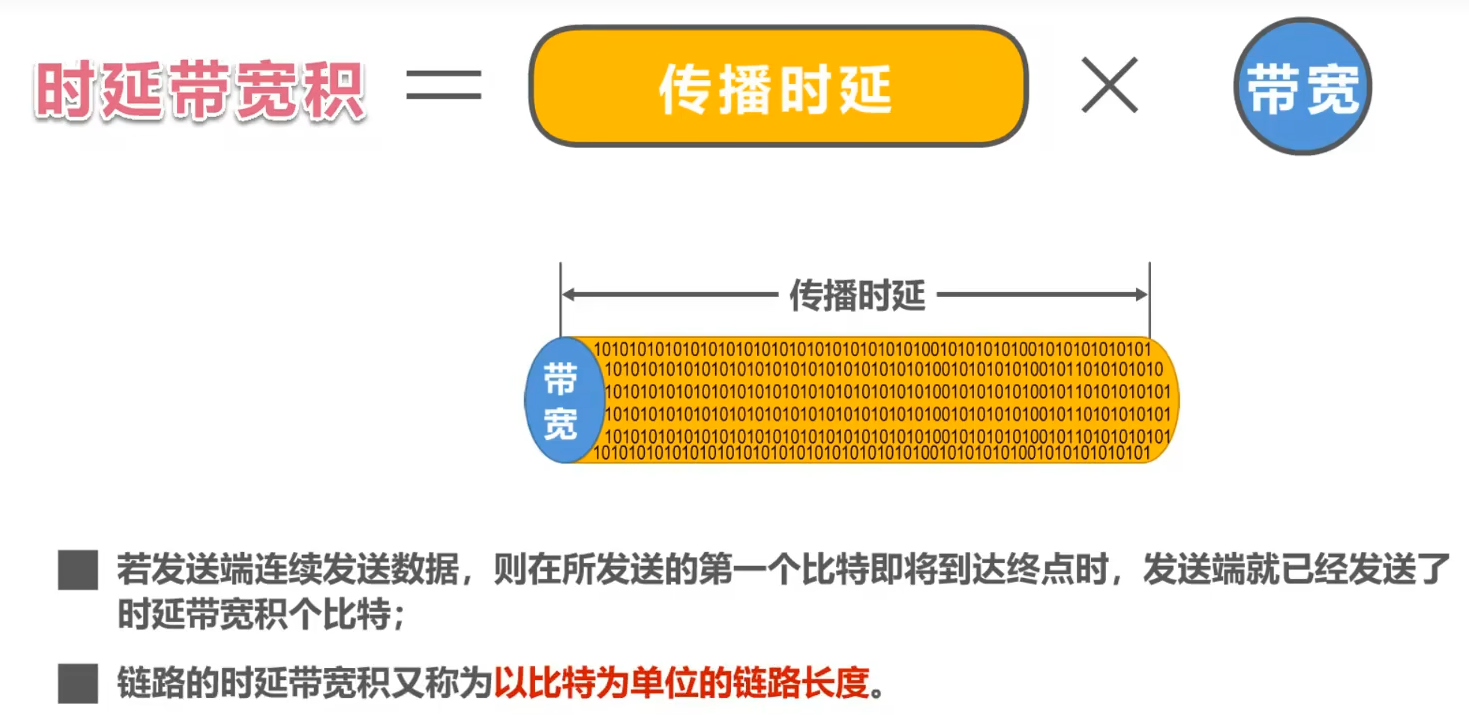 时延带宽积 = 传播时延 × 带宽
传播时延
带宽
若发送端连续发送数据，则在所发送的第一个比特即将到达终点时，发送端就已经发送了
时延带宽积个比特；
链路的时延带宽积又称为以比特为单位的链路长度。